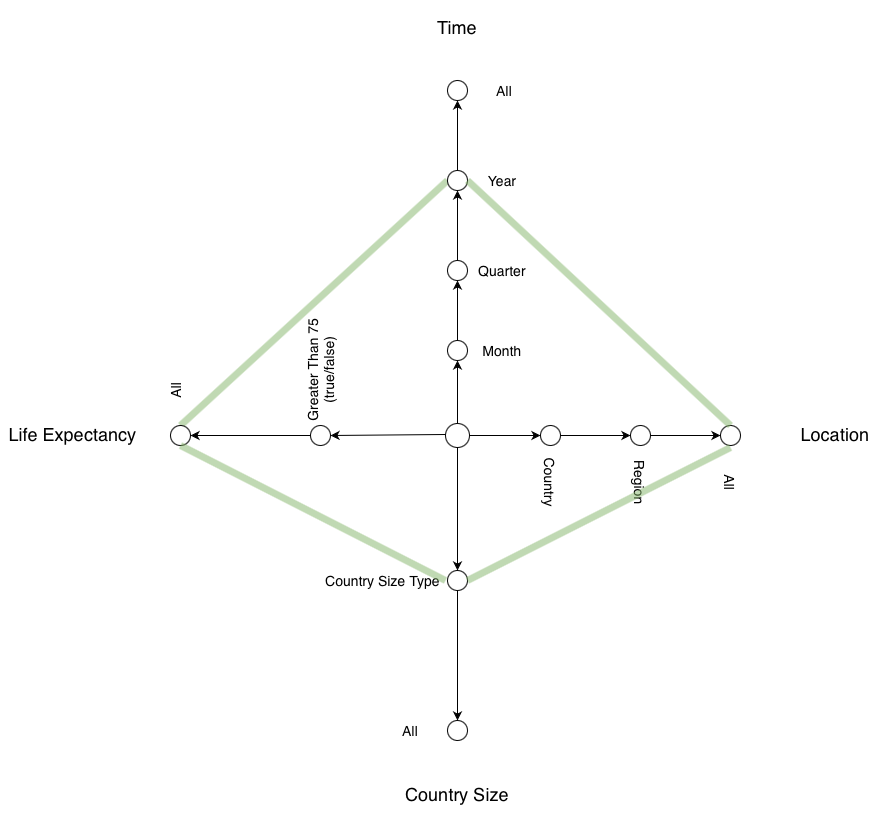 Time
All
Year
Quarter
Month
Greater Than 75
(true/false)
All
Life Expectancy
Location
Country
Region
All
Country Size Type
All
Country Size